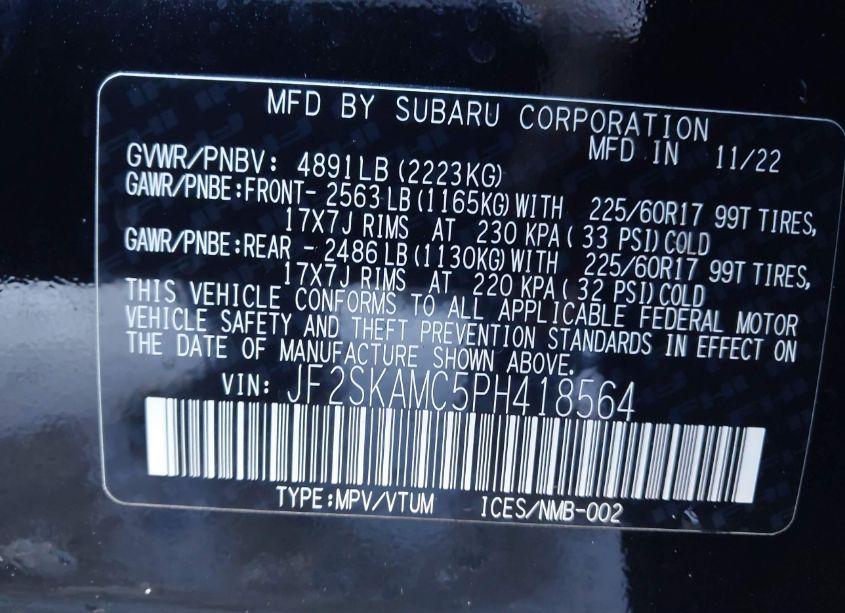 MFD BY SUBARU CORPORATION
MFD IN 11/22
GVWR/PNBV: 4891LB (2223KG)
GAWR/PNBE:FRONT- 2563 LB (1165KG) WITH 225/60R17 99T TIRES,
17X7J RIMS AT 230 KPA ( 33 PSI) COLD
GAWR/PNBE:REAR - 2486 LB (1130KG) WITH 225/60R17 99T TIRES,
17X7J RIMS AT 220 KPA ( 32 PSI) COLD
THIS VEHICLE CONFORMS TO ALL APPLICABLE FEDERAL MOTOR
VEHICLE SAFETY AND THEFT PREVENTION STANDARDS IN EFFECT ON
THE DATE OF MANUFACTURE SHOWN ABOVE.
VIN: JF2SKAMC5PH418564
TYPE:MPV/VTUM ICES/NMB-002